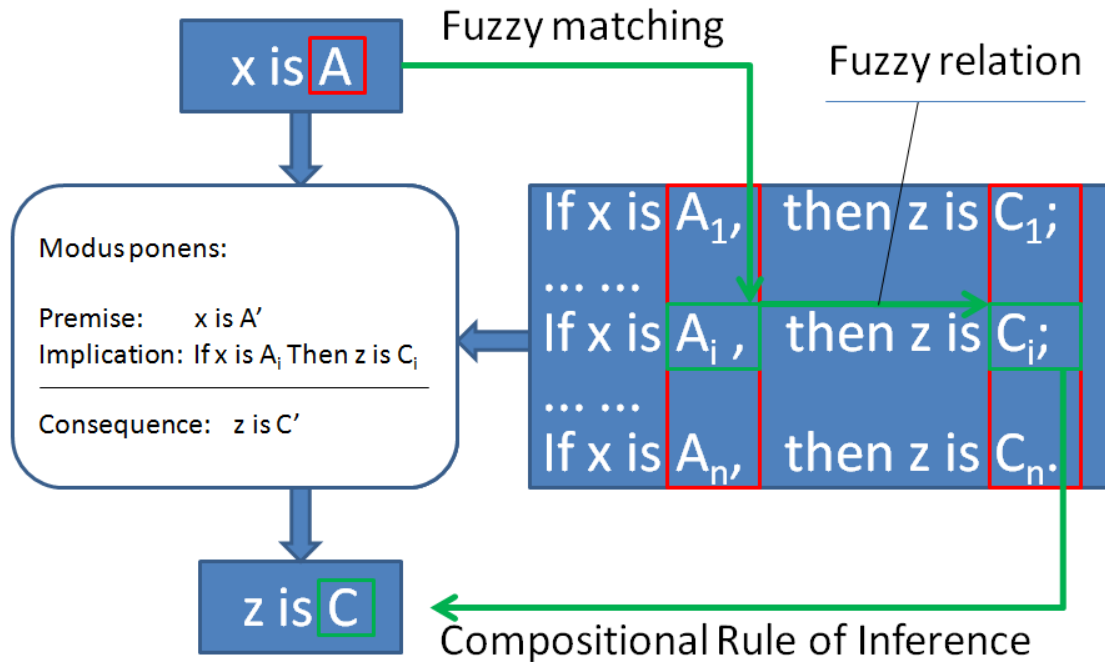 Fuzzy matching
x is A
Fuzzy relation
If x is A₁, then z is C₁;
... ...
If x is Aᵢ , then z is Cᵢ;
... ...
If x is Aₙ, then z is Cₙ.
Modus ponens:
Premise: x is A’
Implication: If x is Aᵢ Then z is Cᵢ
Consequence: z is C’
z is C
Compositional Rule of Inference